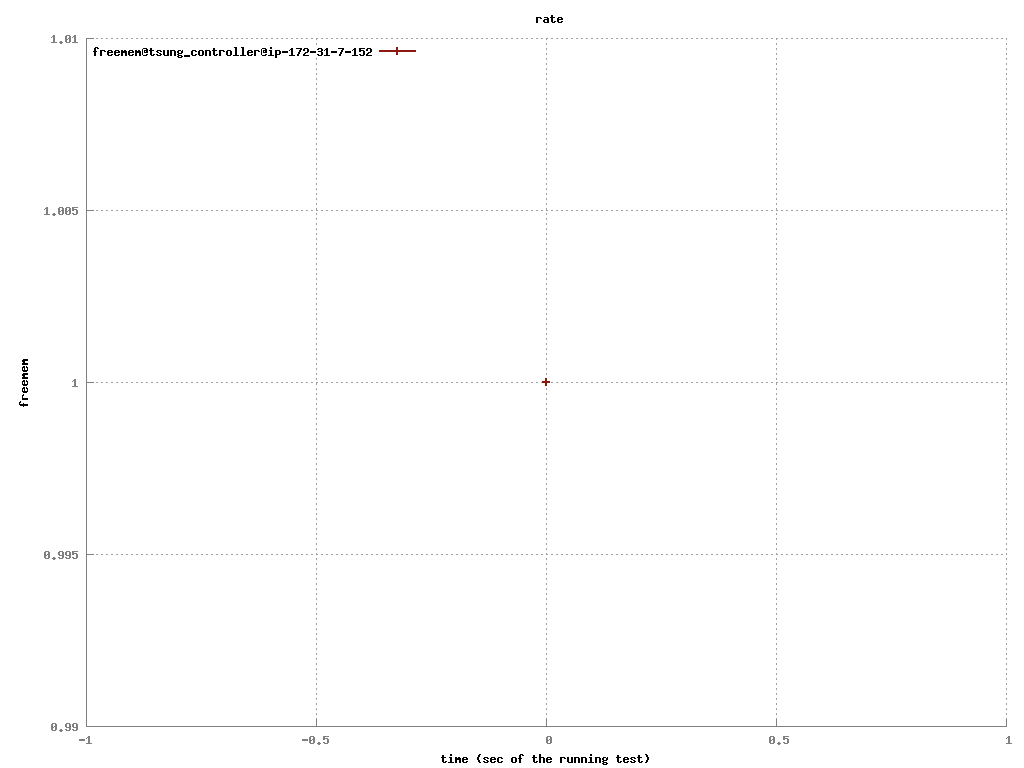 rate
1.01
freemem@tsung_controller@ip-172-31-7-152
1.005
freemem
1
0.995
0.99
-1 -0.5 0 0.5 1
time (sec of the running test)